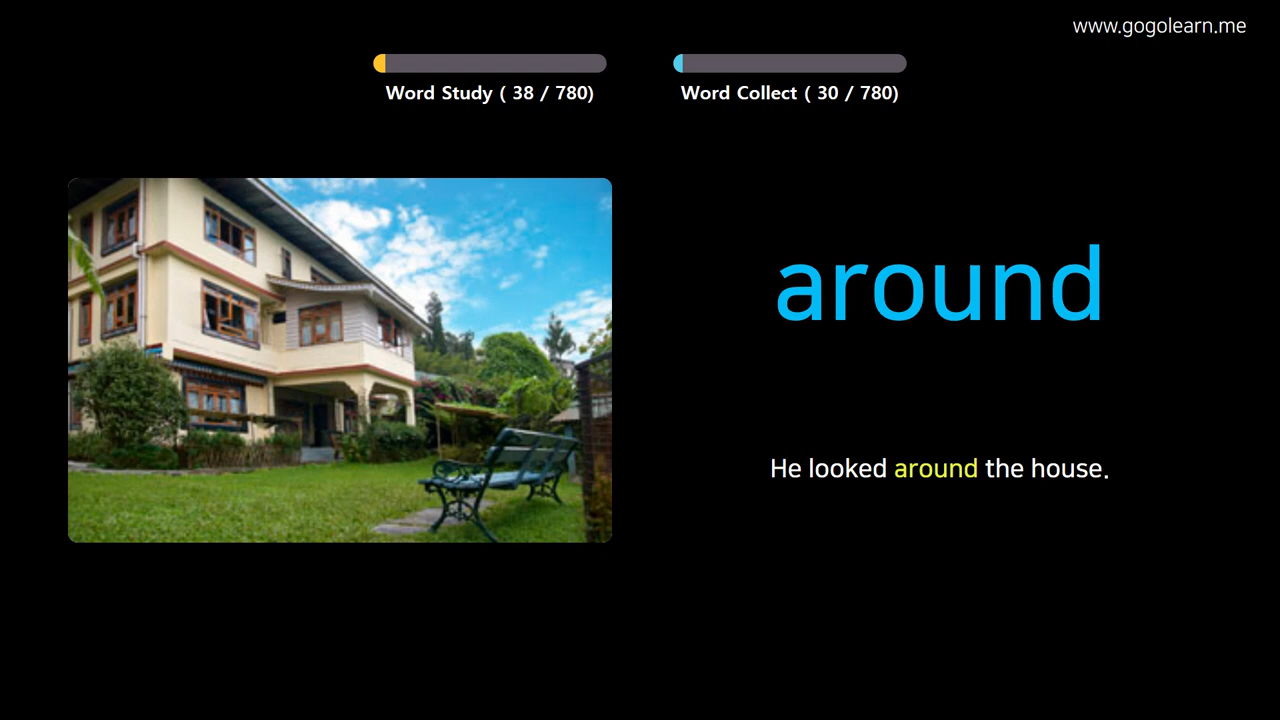 www.gogolearn.me
Word Study ( 38 / 780)
Word Collect ( 30 / 780)
around
He looked around the house.